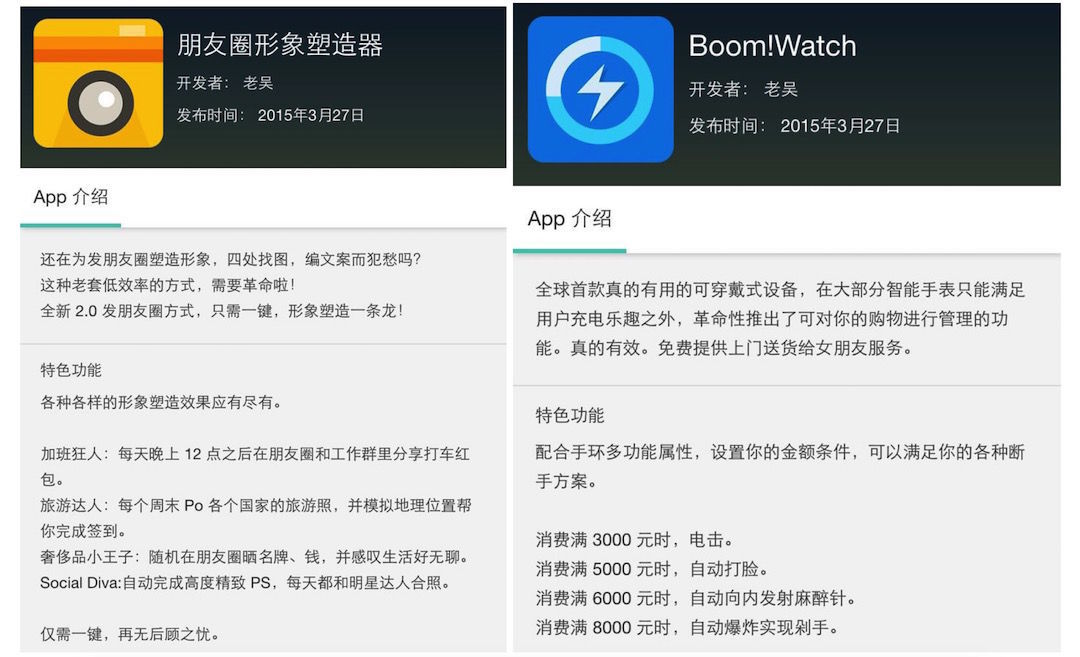 朋友圈形象塑造器
开发者： 老吴
发布时间： 2015年3月27日
App 介绍
还在为发朋友圈塑造形象，四处找图，编文案而犯愁吗？
这种老套低效率的方式，需要革命啦！
全新 2.0 发朋友圈方式，只需一键，形象塑造一条龙！
特色功能
各种各样的形象塑造效果应有尽有。
加班狂人：每天晚上 12 点之后在朋友圈和工作群里分享打车红
包。
旅游达人：每个周末 Po 各个国家的旅游照，并模拟地理位置帮
你完成签到。
奢侈品小王子：随机在朋友圈晒名牌、钱，并感叹生活好无聊。
Social Diva:自动完成高度精致 PS，每天都和明星达人合照。
仅需一键，再无后顾之忧。
Boom!Watch
开发者： 老吴
发布时间： 2015年3月27日
App 介绍
全球首款真的有用的可穿戴式设备，在大部分智能手表只能满足
用户充电乐趣之外，革命性推出了可对你的购物进行管理的功
能。真的有效。免费提供上门送货给女朋友服务。
特色功能
配合手环多功能属性，设置你的金额条件，可以满足你的各种断
手方案。
消费满 3000 元时，电击。
消费满 5000 元时，自动打脸。
消费满 6000 元时，自动向内发射麻醉针。
消费满 8000 元时，自动爆炸实现剁手。